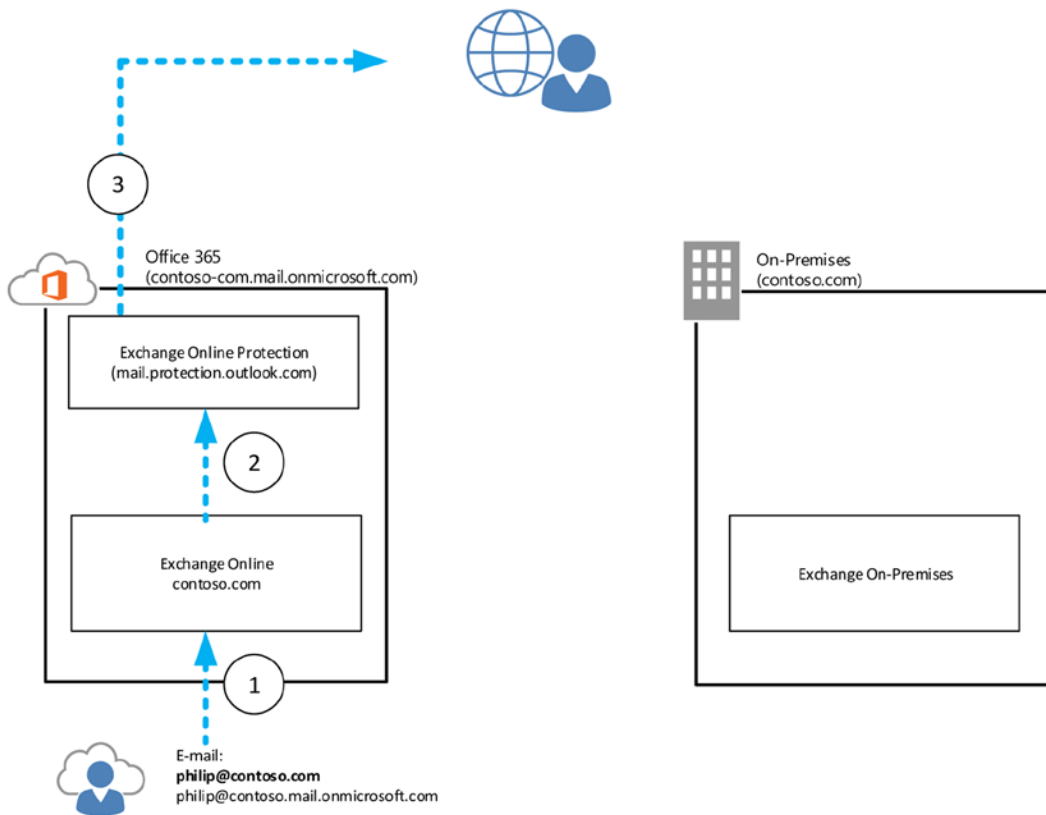 3
Office 365
(contoso-com.mail.onmicrosoft.com)
On-Premises
(contoso.com)
Exchange Online Protection
(mail.protection.outlook.com)
2
Exchange Online
contoso.com
Exchange On-Premises
1
E-mail:
philip@contoso.com
philip@contoso.mail.onmicrosoft.com